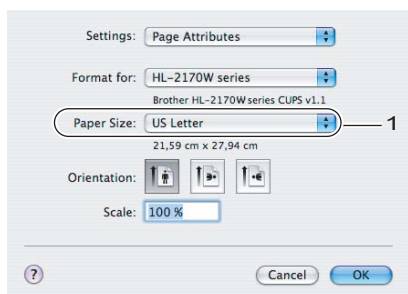 Settings: Page Attributes
Format for: HL-2170W series
Brother HL-2170W series CUPS v1.1
Paper Size: US Letter 1
21,59 cm x 27,94 cm
Orientation:
Scale: 100 %
? Cancel OK